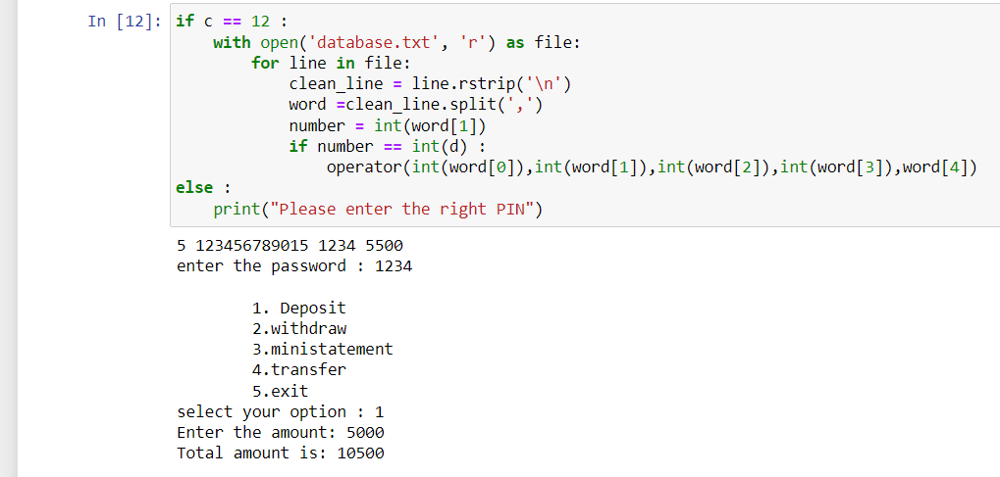 In [12]: if c == 12 :
    with open('database.txt', 'r') as file:
        for line in file:
            clean_line = line.rstrip('\n')
            word =clean_line.split(',')
            number = int(word[1])
            if number == int(d) :
                operator(int(word[0]),int(word[1]),int(word[2]),int(word[3]),word[4])
else :
    print("Please enter the right PIN")
5 123456789015 1234 5500
enter the password : 1234
        1. Deposit
        2.withdraw
        3.ministatement
        4.transfer
        5.exit
select your option : 1
Enter the amount: 5000
Total amount is: 10500